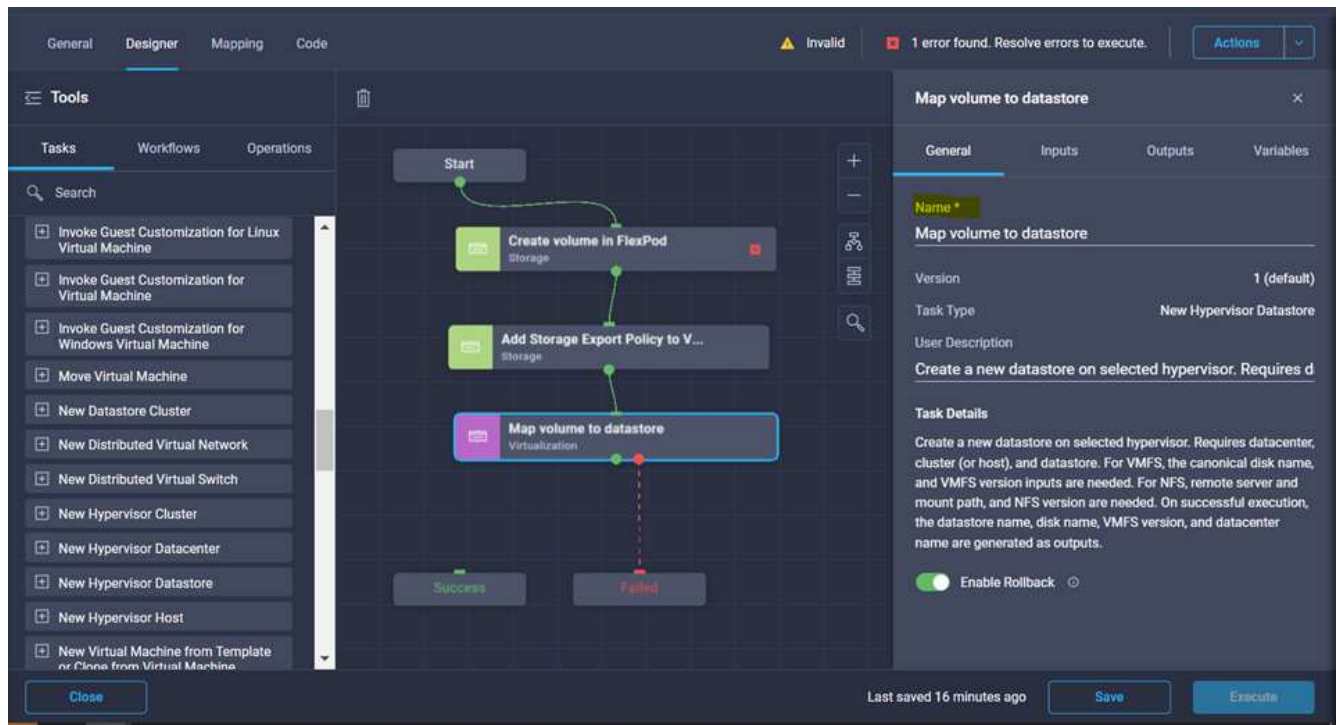 General Designer Mapping Code
Invalid
1 error found. Resolve errors to execute.
Actions
Tools
Tasks Workflows Operations
Search
Invoke Guest Customization for Linux
Virtual Machine
Invoke Guest Customization for
Virtual Machine
Invoke Guest Customization for
Windows Virtual Machine
Move Virtual Machine
New Datastore Cluster
New Distributed Virtual Network
New Distributed Virtual Switch
New Hypervisor Cluster
New Hypervisor Datacenter
New Hypervisor Datastore
New Hypervisor Host
New Virtual Machine from Template
or Clone from Virtual Machine
Start
Create volume in FlexPod
Storage
Add Storage Export Policy to V...
Storage
Map volume to datastore
Virtualization
Success
Failed
Map volume to datastore
General Inputs Outputs Variables
Name *
Map volume to datastore
Version 1 (default)
Task Type New Hypervisor Datastore
User Description
Create a new datastore on selected hypervisor. Requires d
Task Details
Create a new datastore on selected hypervisor. Requires datacenter,
cluster (or host), and datastore. For VMFS, the canonical disk name,
and VMFS version inputs are needed. For NFS, remote server and
mount path, and NFS version are needed. On successful execution,
the datastore name, disk name, VMFS version, and datacenter
name are generated as outputs.
Enable Rollback
Close
Last saved 16 minutes ago
Save
Execute